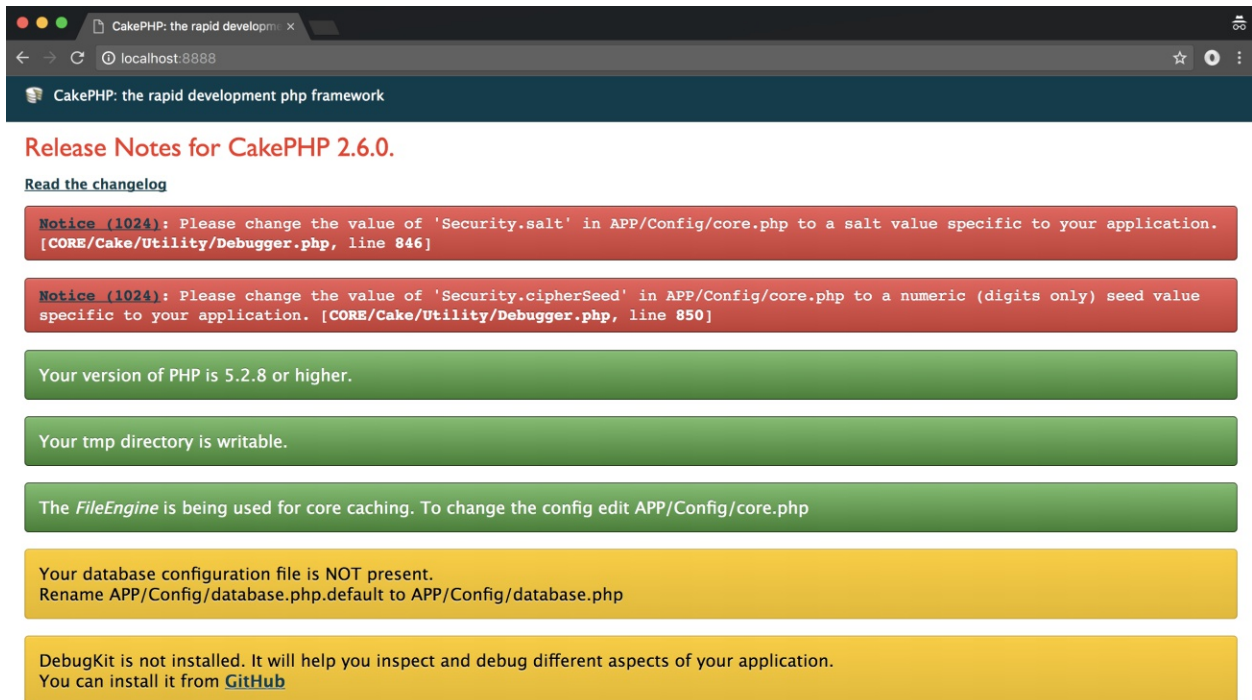 CakePHP: the rapid developme
localhost:8888
CakePHP: the rapid development php framework
Release Notes for CakePHP 2.6.0.
Read the changelog
Notice (1024): Please change the value of 'Security.salt' in APP/Config/core.php to a salt value specific to your application.
[CORE/Cake/Utility/Debugger.php, line 846]
Notice (1024): Please change the value of 'Security.cipherSeed' in APP/Config/core.php to a numeric (digits only) seed value
specific to your application. [CORE/Cake/Utility/Debugger.php, line 850]
Your version of PHP is 5.2.8 or higher.
Your tmp directory is writable.
The FileEngine is being used for core caching. To change the config edit APP/Config/core.php
Your database configuration file is NOT present.
Rename APP/Config/database.php.default to APP/Config/database.php
DebugKit is not installed. It will help you inspect and debug different aspects of your application.
You can install it from GitHub